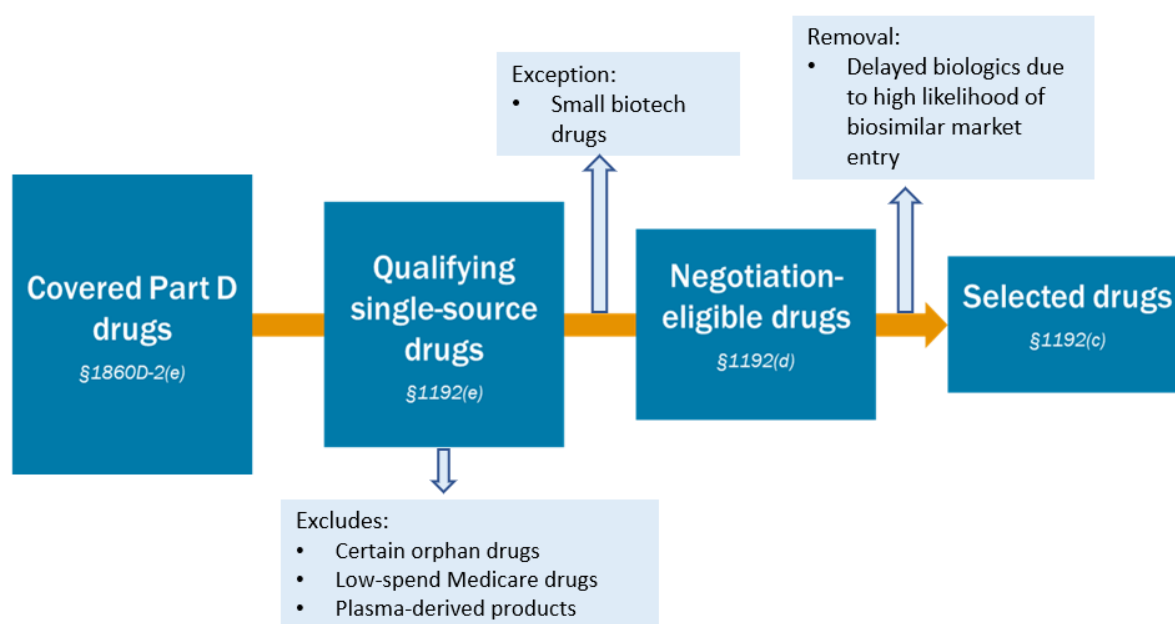 Exception:
• Small biotech
drugs
Removal:
• Delayed biologics due
to high likelihood of
biosimilar market
entry
Covered Part D
drugs
§1860D-2(e)
Qualifying
single-source
drugs
§1192(e)
Negotiation-
eligible drugs
§1192(d)
Selected drugs
§1192(c)
Excludes:
• Certain orphan drugs
• Low-spend Medicare drugs
• Plasma-derived products